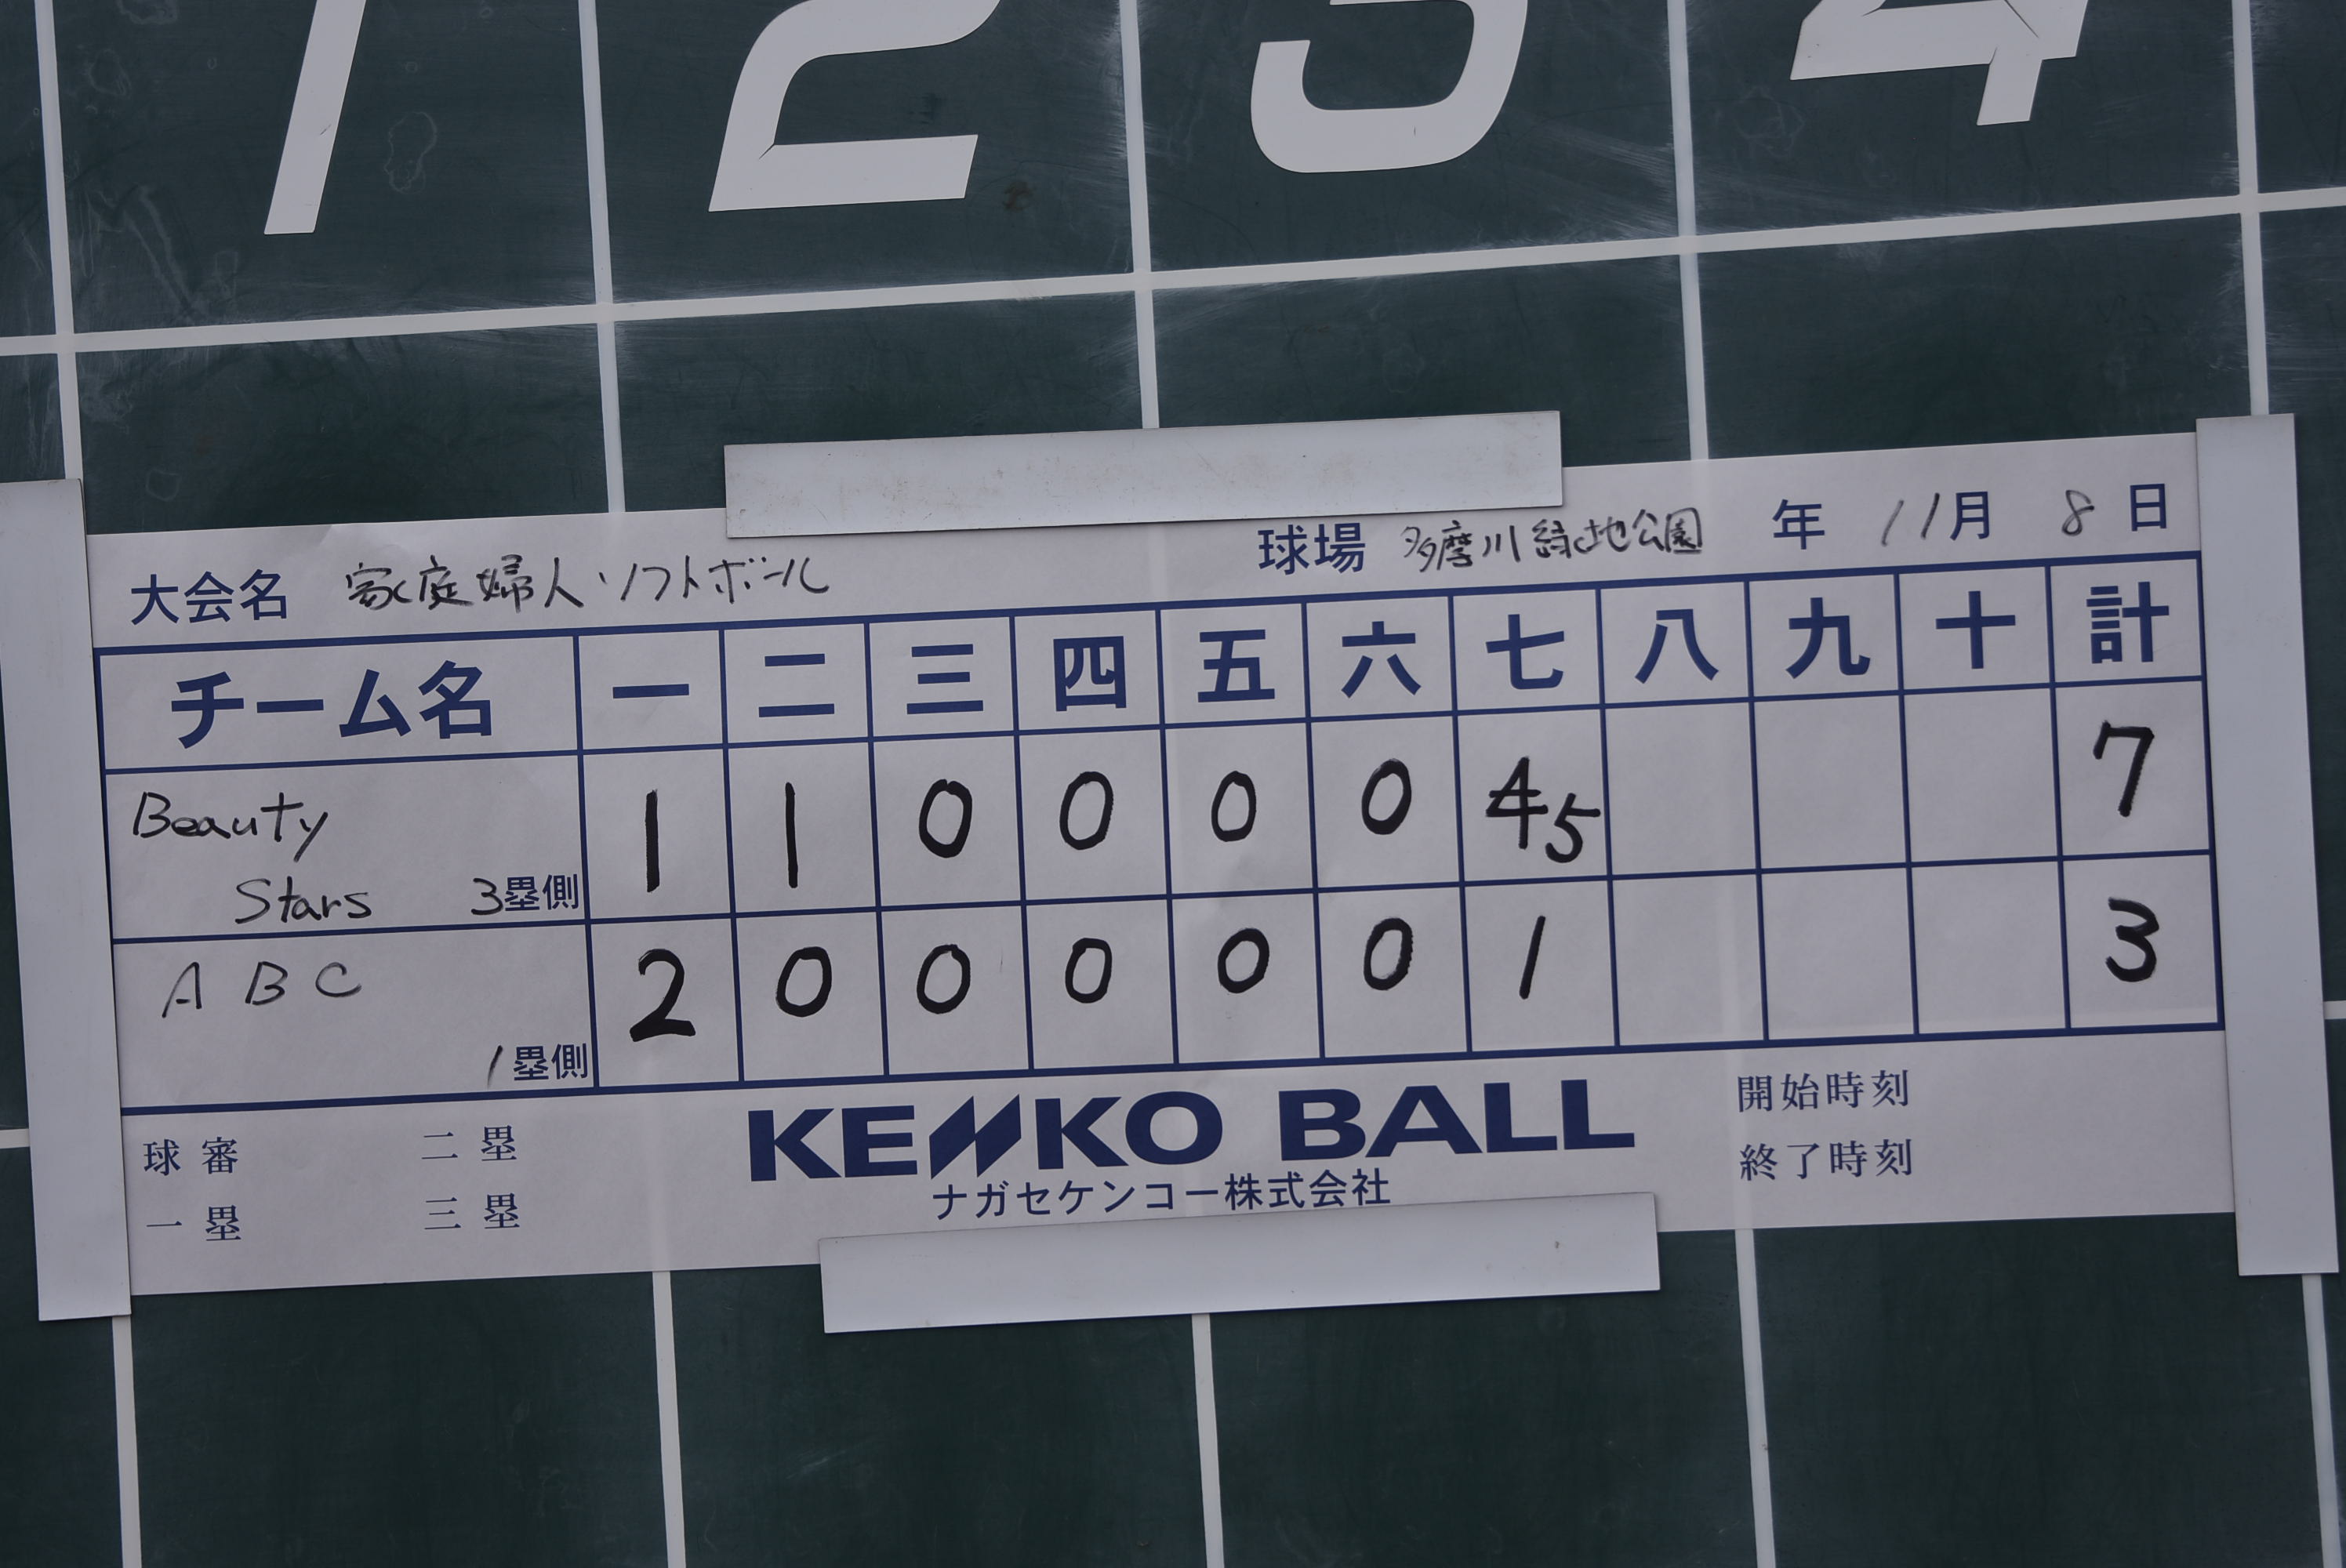 1 2 3 4
大会名 家庭婦人ソフトボール 球場 多摩川緑地公園 年 11月 8日
チーム名 一 二 三 四 五 六 七 八 九 十 計
Beauty Stars 3塁側 1 1 0 0 0 0 4 5 7
ABC 1塁側 2 0 0 0 0 0 1 3
球審 二塁 KENKO BALL 開始時刻
一塁 三塁 ナガセケンコー株式会社 終了時刻